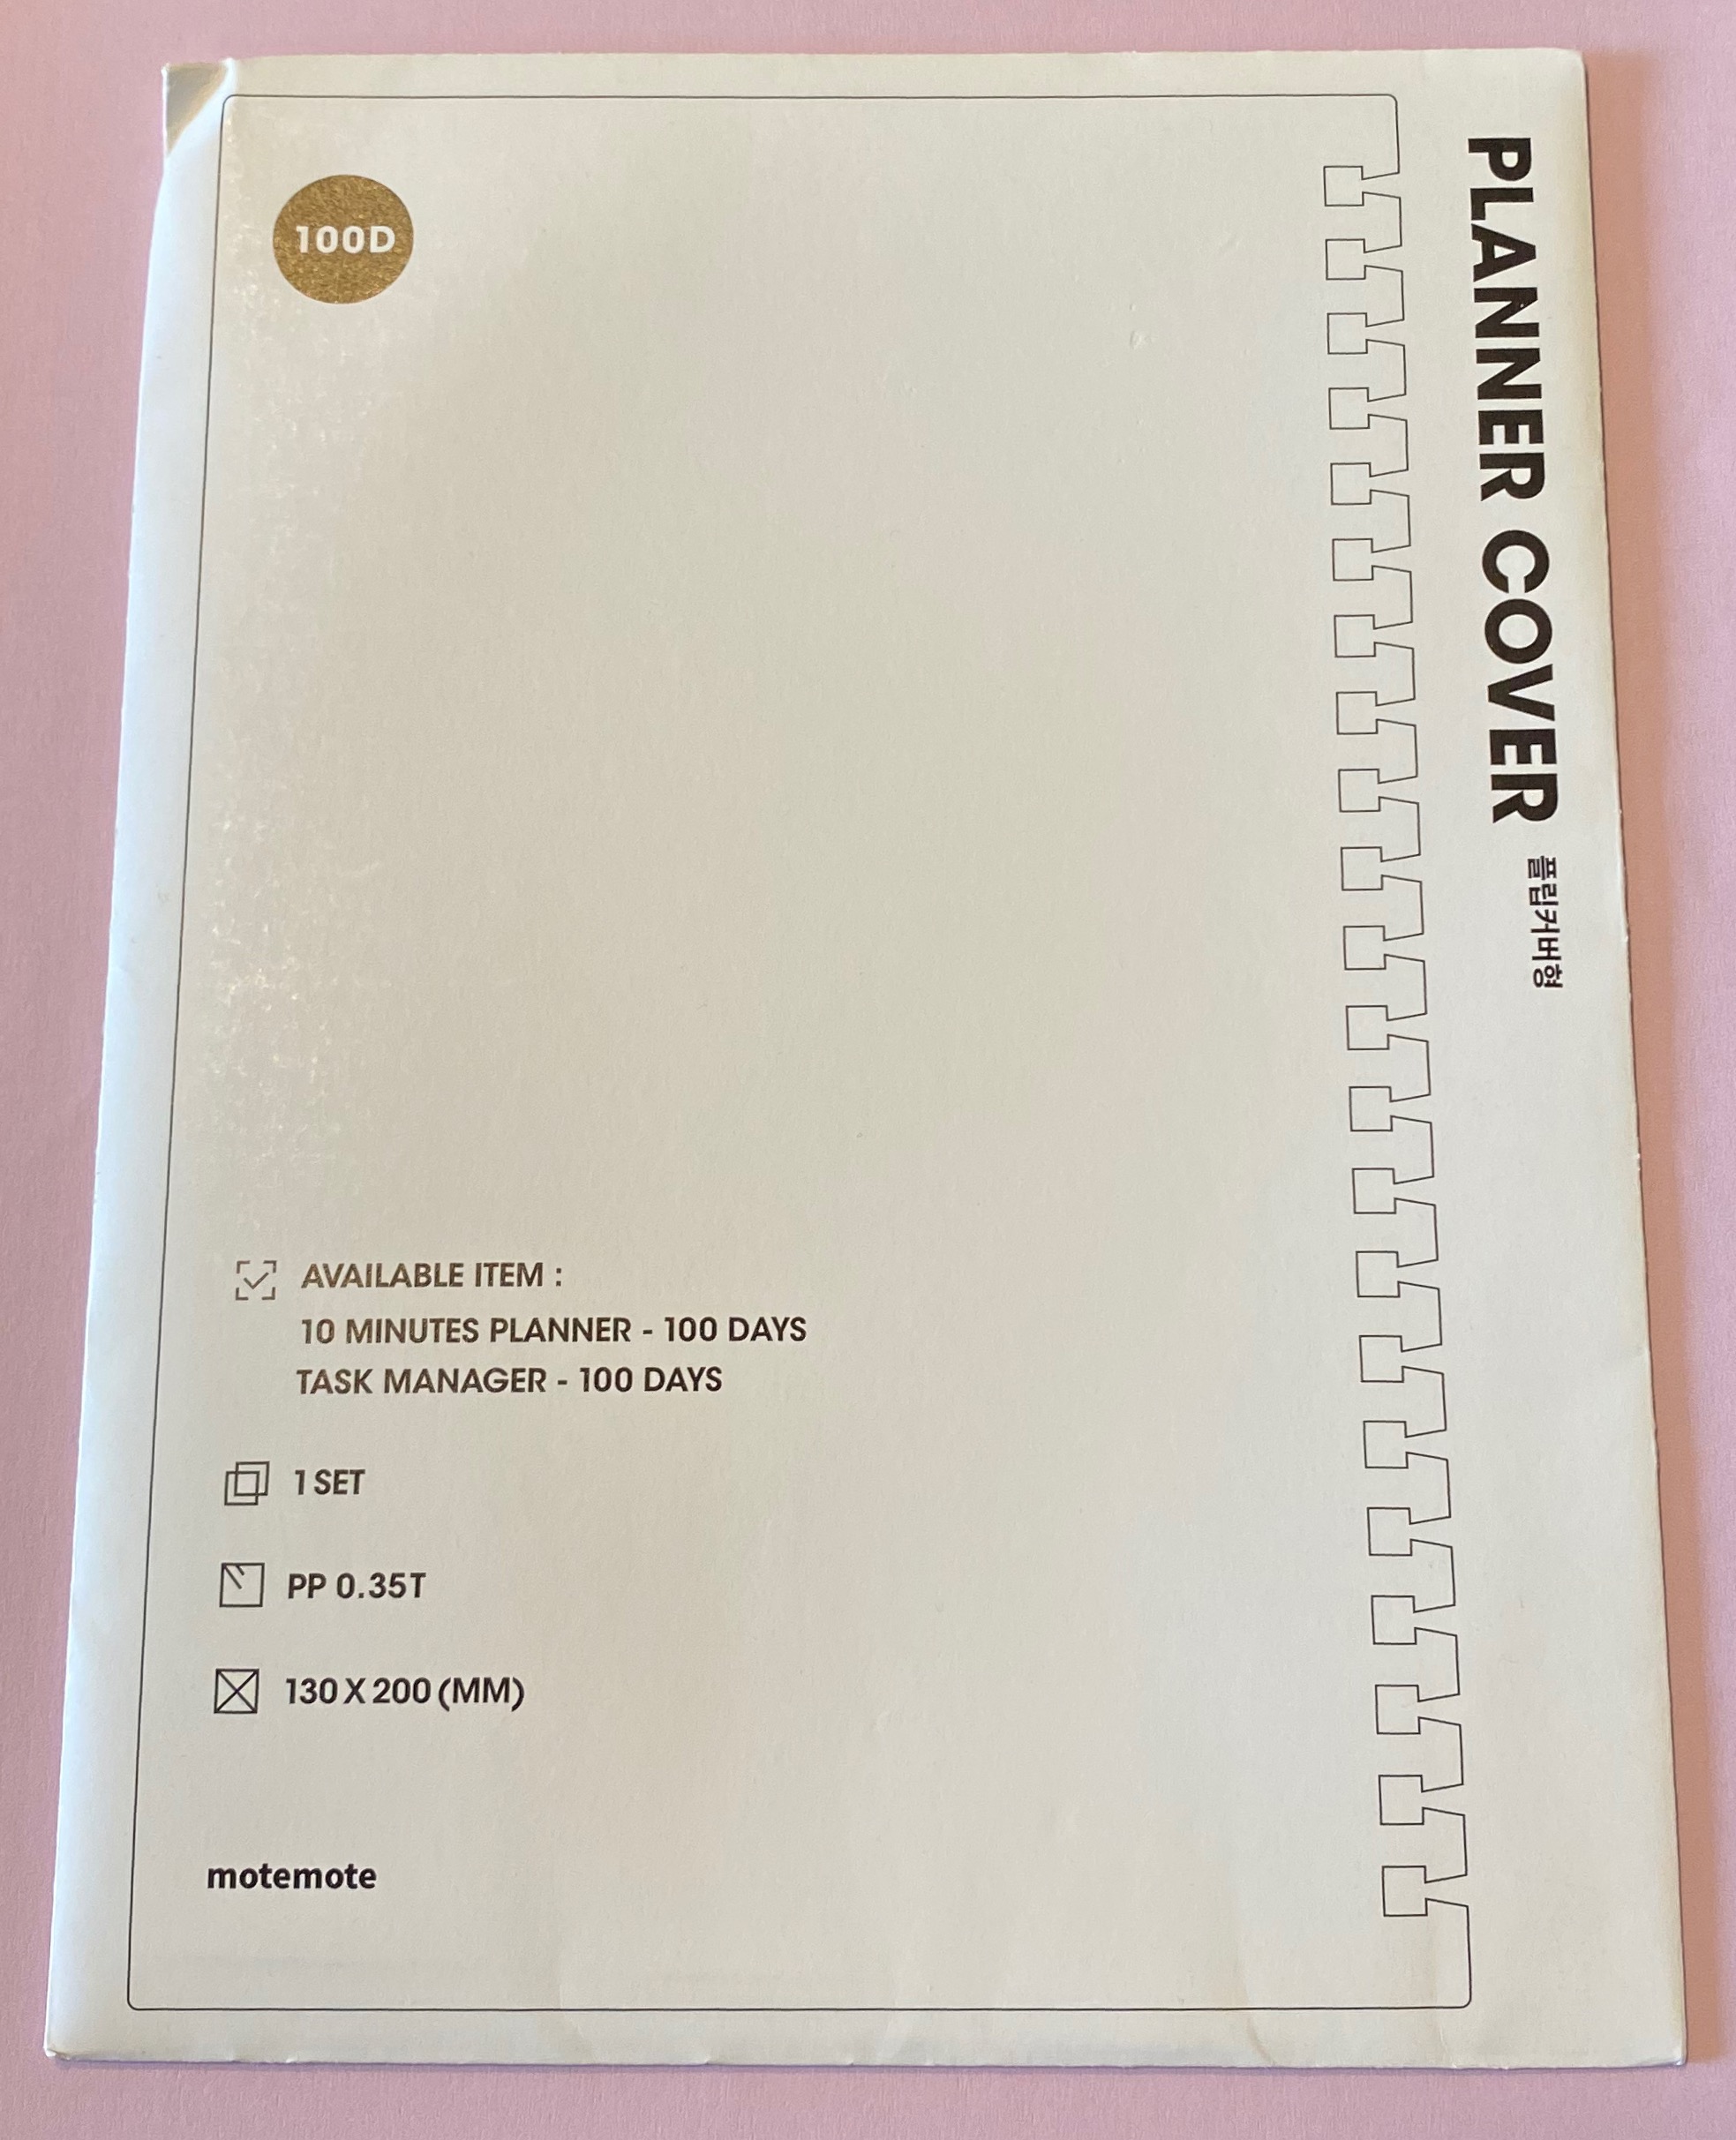 100D
PLANNER COVER 플립커버형
AVAILABLE ITEM :
10 MINUTES PLANNER - 100 DAYS
TASK MANAGER - 100 DAYS
1 SET
PP 0.35T
130 X 200 (MM)
motemote